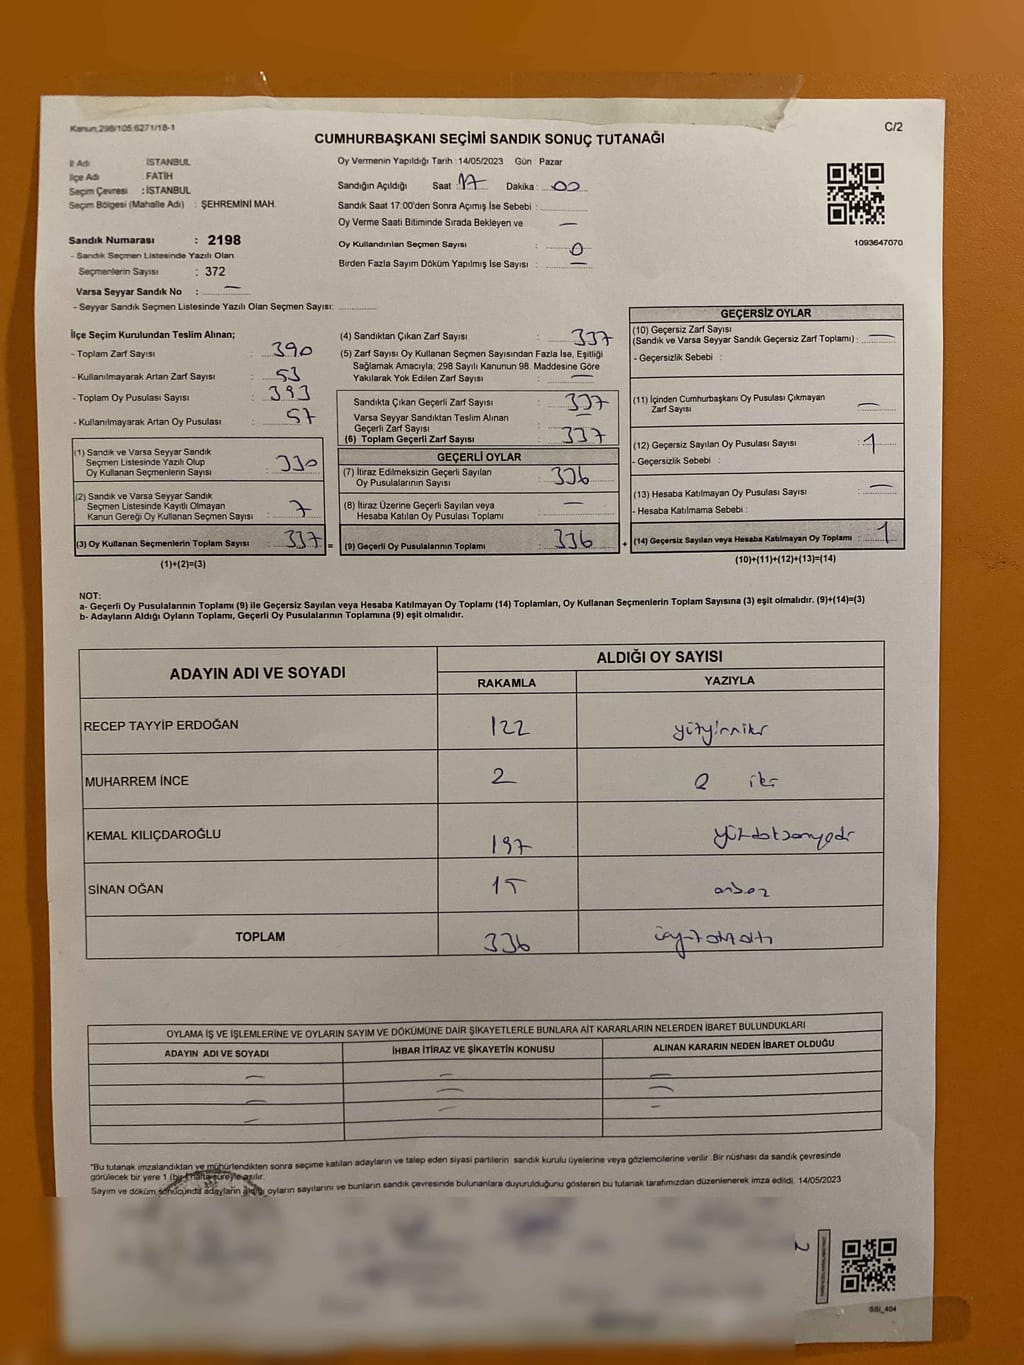 Kanun;298/105;6271/18-1
C/2
CUMHURBAŞKANI SEÇİMİ SANDIK SONUÇ TUTANAĞI
İl Adı : İSTANBUL
İlçe Adı : FATİH
Seçim Çevresi : İSTANBUL
Seçim Bölgesi (Mahalle Adı) : ŞEHREMİNİ MAH.
Oy Vermenin Yapıldığı Tarih : 14/05/2023 Gün : Pazar
Sandığın Açıldığı Saat : 17 Dakika : 00
Sandık Saat 17:00'den Sonra Açımış İse Sebebi :
Oy Verme Saati Bitiminde Sırada Bekleyen ve —
Oy Kullandırılan Seçmen Sayısı : 0
Birden Fazla Sayım Döküm Yapılmış İse Sayısı : —
1093647070
Sandık Numarası : 2198
- Sandık Seçmen Listesinde Yazılı Olan
Seçmenlerin Sayısı : 372
Varsa Seyyar Sandık No : —
- Seyyar Sandık Seçmen Listesinde Yazılı Olan Seçmen Sayısı:
İlçe Seçim Kurulundan Teslim Alınan;
- Toplam Zarf Sayısı : 390
- Kullanılmayarak Artan Zarf Sayısı : 53
- Toplam Oy Pusulası Sayısı : 393
- Kullanılmayarak Artan Oy Pusulası : 57
(1) Sandık ve Varsa Seyyar Sandık
Seçmen Listesinde Yazılı Olup
Oy Kullanan Seçmenlerin Sayısı : 330
(2) Sandık ve Varsa Seyyar Sandık
Seçmen Listesinde Kayıtlı Olmayan
Kanun Gereği Oy Kullanan Seçmen Sayısı : 7
(3) Oy Kullanan Seçmenlerin Toplam Sayısı : 337 =
(1)+(2)=(3)
(4) Sandıktan Çıkan Zarf Sayısı : 337
(5) Zarf Sayısı Oy Kullanan Seçmen Sayısından Fazla İse, Eşitliği
Sağlamak Amacıyla; 298 Sayılı Kanunun 98. Maddesine Göre
Yakılarak Yok Edilen Zarf Sayısı : —
Sandıkta Çıkan Geçerli Zarf Sayısı : 337
Varsa Seyyar Sandıktan Teslim Alınan
Geçerli Zarf Sayısı : —
(6) Toplam Geçerli Zarf Sayısı : 337
GEÇERLİ OYLAR
(7) İtiraz Edilmeksizin Geçerli Sayılan
Oy Pusulalarının Sayısı : 336
(8) İtiraz Üzerine Geçerli Sayılan veya
Hesaba Katılan Oy Pusulası Toplamı : —
(9) Geçerli Oy Pusulalarının Toplamı : 336 +
GEÇERSİZ OYLAR
(10) Geçersiz Zarf Sayısı
(Sandık ve Varsa Seyyar Sandık Geçersiz Zarf Toplamı) : —
- Geçersizlik Sebebi :
(11) İçinden Cumhurbaşkanı Oy Pusulası Çıkmayan
Zarf Sayısı : —
(12) Geçersiz Sayılan Oy Pusulası Sayısı : 1
- Geçersizlik Sebebi :
(13) Hesaba Katılmayan Oy Pusulası Sayısı : —
- Hesaba Katılmama Sebebi :
(14) Geçersiz Sayılan veya Hesaba Katılmayan Oy Toplamı : 1
(10)+(11)+(12)+(13)=(14)
NOT:
a- Geçerli Oy Pusulalarının Toplamı (9) ile Geçersiz Sayılan veya Hesaba Katılmayan Oy Toplamı (14) Toplamları, Oy Kullanan Seçmenlerin Toplam Sayısına (3) eşit olmalıdır. (9)+(14)=(3)
b- Adayların Aldığı Oyların Toplamı, Geçerli Oy Pusulalarının Toplamına (9) eşit olmalıdır.
ADAYIN ADI VE SOYADI ALDIĞI OY SAYISI
RAKAMLA YAZIYLA
RECEP TAYYİP ERDOĞAN 122 yüzyirmiiki
MUHARREM İNCE 2 iki
KEMAL KILIÇDAROĞLU 197 yüzdoksanyedi
SİNAN OĞAN 15 onbeş
TOPLAM 336 üçyüzotuzaltı
OYLAMA İŞ VE İŞLEMLERİNE VE OYLARIN SAYIM VE DÖKÜMÜNE DAİR ŞİKAYETLERLE BUNLARA AİT KARARLARIN NELERDEN İBARET BULUNDUKLARI
ADAYIN ADI VE SOYADI İHBAR İTİRAZ VE ŞİKAYETİN KONUSU ALINAN KARARIN NEDEN İBARET OLDUĞU
*Bu tutanak imzalandıktan ve mühürlendikten sonra seçime katılan adayların ve talep eden siyasi partilerin sandık kurulu üyelerine veya gözlemcilerine verilir. Bir nüshası da sandık çevresinde
görülecek bir yere 1 (bir) hafta süreyle asılır.
Sayım ve döküm sonucunda adayların aldığı oyların sayılarını ve bunların sandık çevresinde bulunanlara duyurulduğunu gösteren bu tutanak tarafımızdan düzenlenerek imza edildi. 14/05/2023
SSİ_404